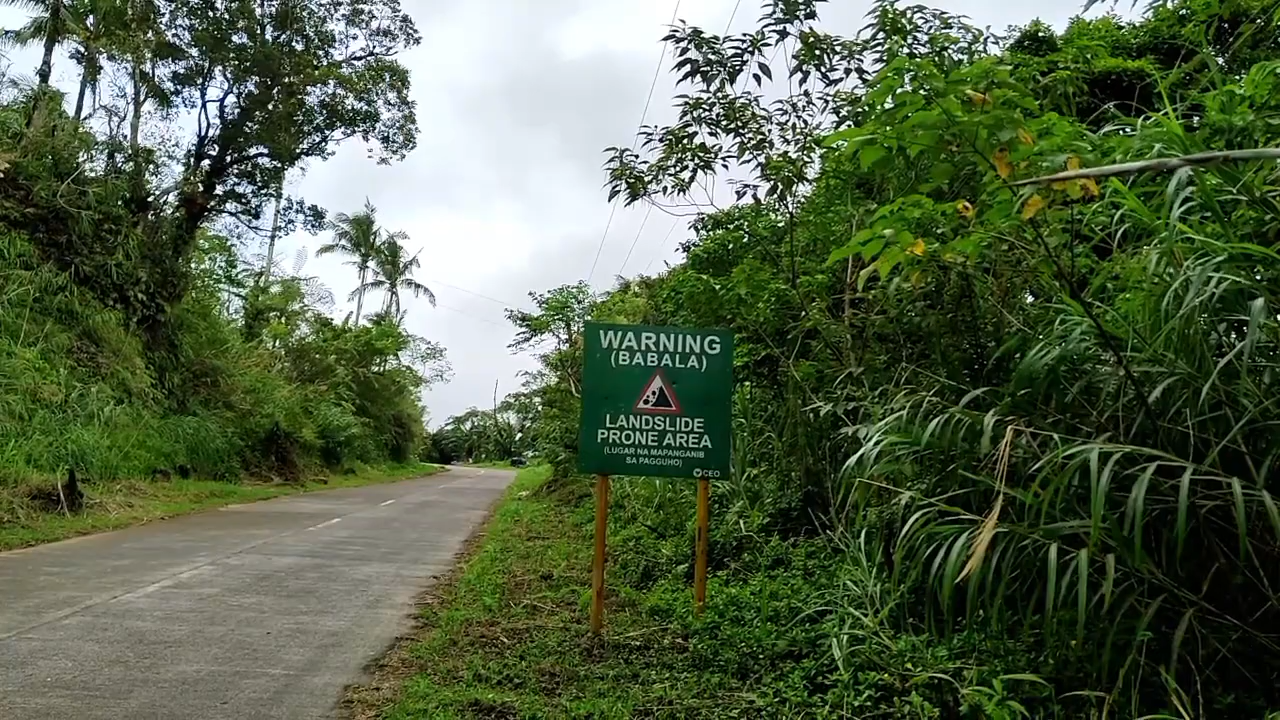 WARNING
(BABALA)
LANDSLIDE
PRONE AREA
(LUGAR NA MAPANGANIB
SA PAGGUHO)
CEO